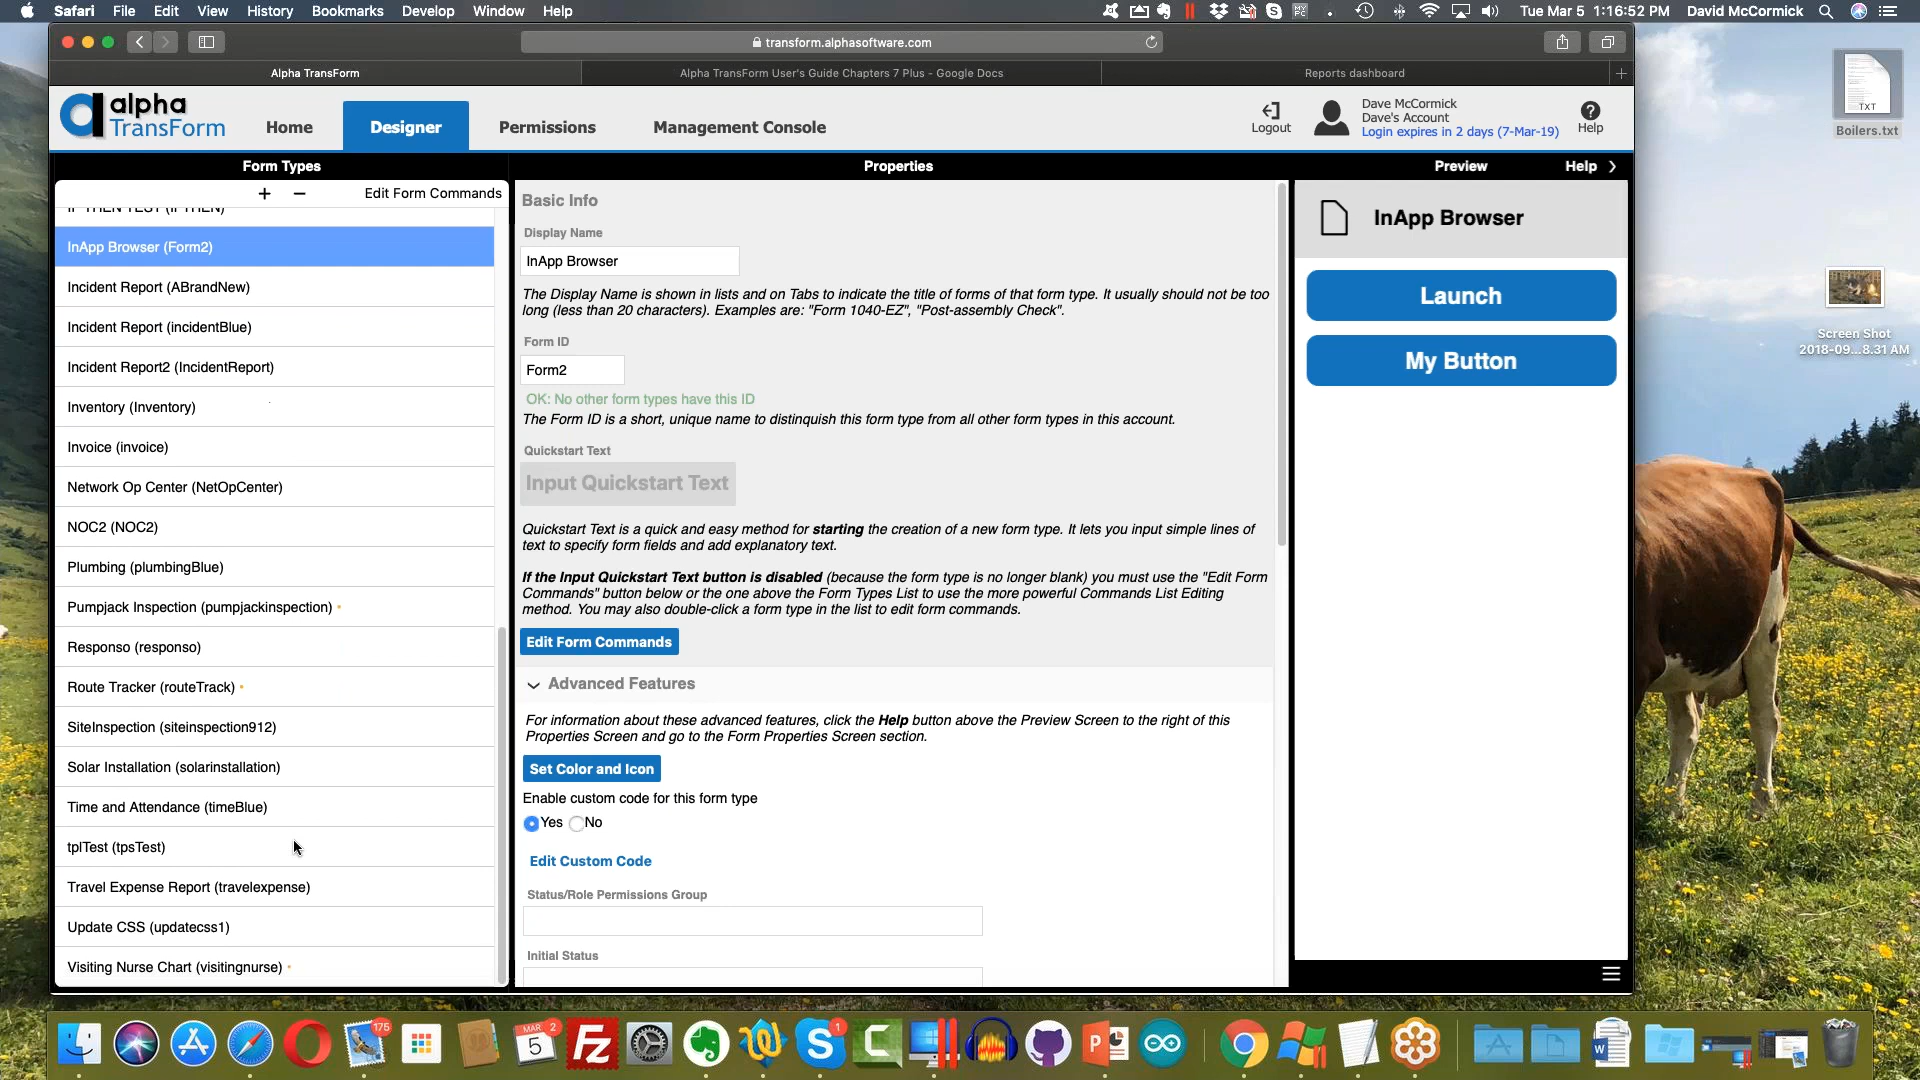 Safari File Edit View History Bookmarks Develop Window Help
Tue Mar 5 1:16:52 PM David McCormick
transform.alphasoftware.com
Alpha TransForm
Alpha TransForm User's Guide Chapters 7 Plus - Google Docs
Reports dashboard
alpha
TransForm
Home
Designer
Permissions
Management Console
Logout
Dave McCormick
Dave's Account
Login expires in 2 days (7-Mar-19)
Help
Form Types
Properties
Preview
Help
+ −
Edit Form Commands
IF THEN TEST (IF THEN)
InApp Browser (Form2)
Incident Report (ABrandNew)
Incident Report (incidentBlue)
Incident Report2 (IncidentReport)
Inventory (Inventory)
Invoice (invoice)
Network Op Center (NetOpCenter)
NOC2 (NOC2)
Plumbing (plumbingBlue)
Pumpjack Inspection (pumpjackinspection)
Responso (responso)
Route Tracker (routeTrack)
SiteInspection (siteinspection912)
Solar Installation (solarinstallation)
Time and Attendance (timeBlue)
tplTest (tpsTest)
Travel Expense Report (travelexpense)
Update CSS (updatecss1)
Visiting Nurse Chart (visitingnurse)
Basic Info
Display Name
InApp Browser
The Display Name is shown in lists and on Tabs to indicate the title of forms of that form type. It usually should not be too
long (less than 20 characters). Examples are: "Form 1040-EZ", "Post-assembly Check".
Form ID
Form2
OK: No other form types have this ID
The Form ID is a short, unique name to distinquish this form type from all other form types in this account.
Quickstart Text
Input Quickstart Text
Quickstart Text is a quick and easy method for starting the creation of a new form type. It lets you input simple lines of
text to specify form fields and add explanatory text.
If the Input Quickstart Text button is disabled (because the form type is no longer blank) you must use the "Edit Form
Commands" button below or the one above the Form Types List to use the more powerful Commands List Editing
method. You may also double-click a form type in the list to edit form commands.
Edit Form Commands
Advanced Features
For information about these advanced features, click the Help button above the Preview Screen to the right of this
Properties Screen and go to the Form Properties Screen section.
Set Color and Icon
Enable custom code for this form type
Yes No
Edit Custom Code
Status/Role Permissions Group
Initial Status
InApp Browser
Launch
My Button
TXT
Boilers.txt
Screen Shot
2018-09...8.31 AM
175
MAR
5
2
1